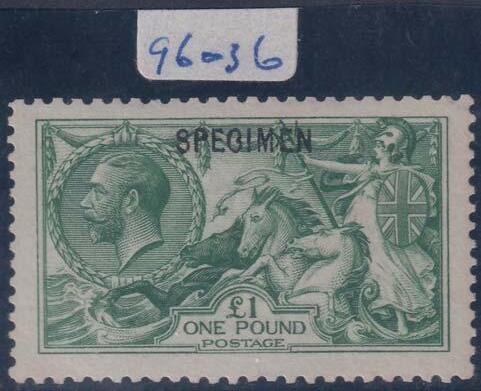 96-36
SPECIMEN
£1
ONE POUND
POSTAGE